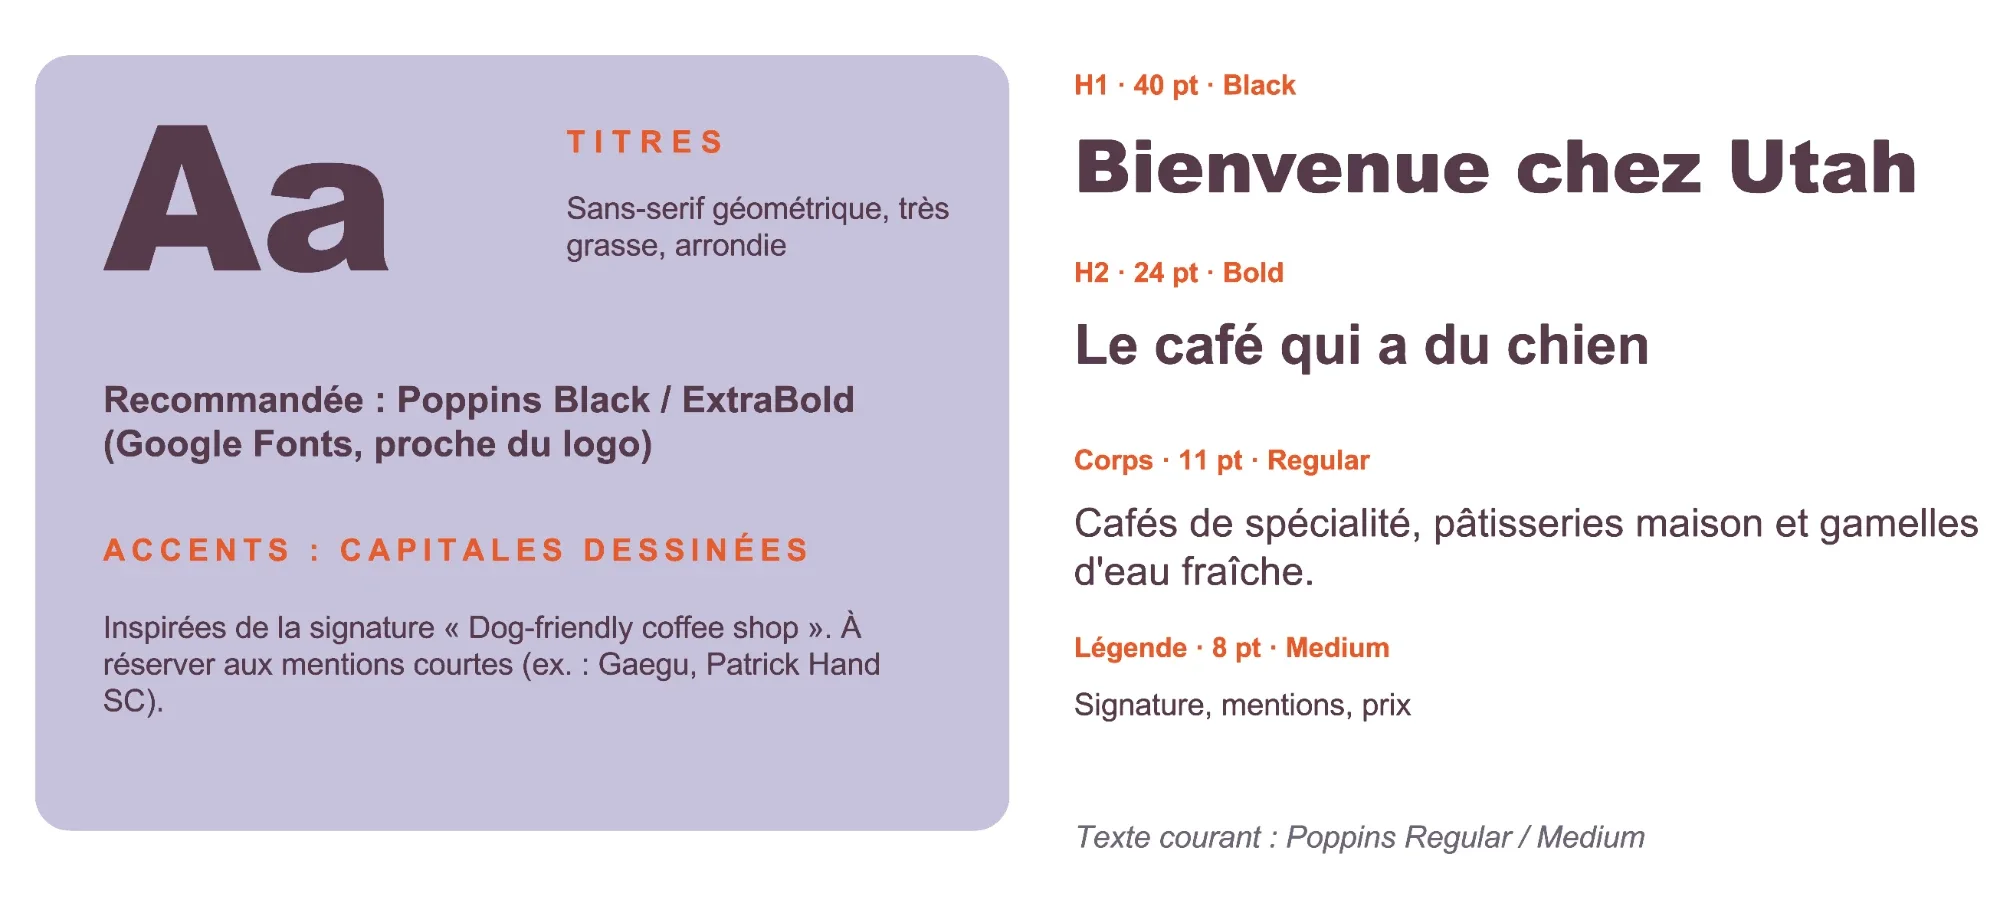 Aa
TITRES
Sans-serif géométrique, très
grasse, arrondie
Recommandée : Poppins Black / ExtraBold
(Google Fonts, proche du logo)
ACCENTS : CAPITALES DESSINÉES
Inspirées de la signature « Dog-friendly coffee shop ». À
réserver aux mentions courtes (ex. : Gaegu, Patrick Hand
SC).
H1 · 40 pt · Black
Bienvenue chez Utah
H2 · 24 pt · Bold
Le café qui a du chien
Corps · 11 pt · Regular
Cafés de spécialité, pâtisseries maison et gamelles
d'eau fraîche.
Légende · 8 pt · Medium
Signature, mentions, prix
Texte courant : Poppins Regular / Medium